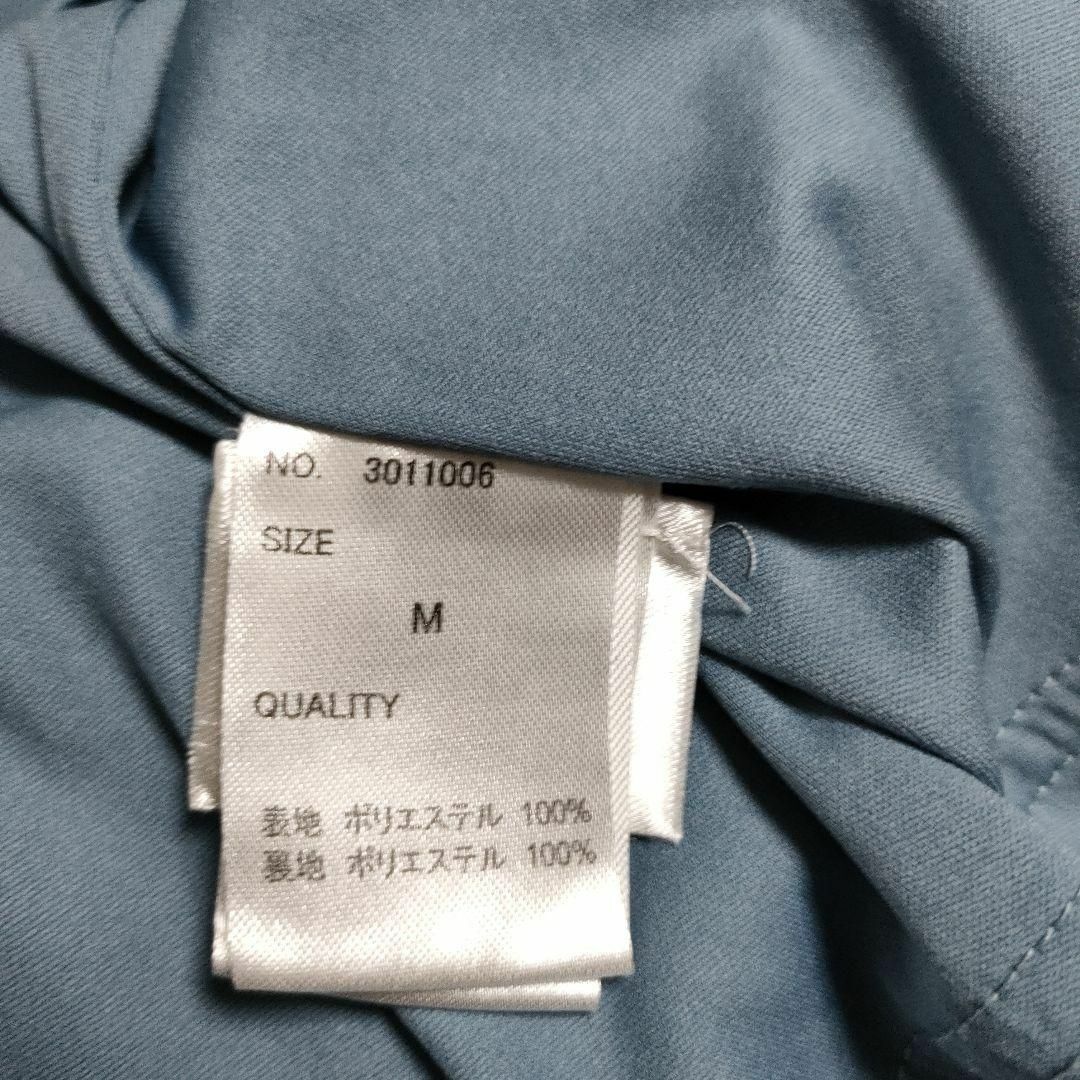 NO. 3011006
SIZE
M
QUALITY
表地 ポリエステル 100%
裏地 ポリエステル 100%